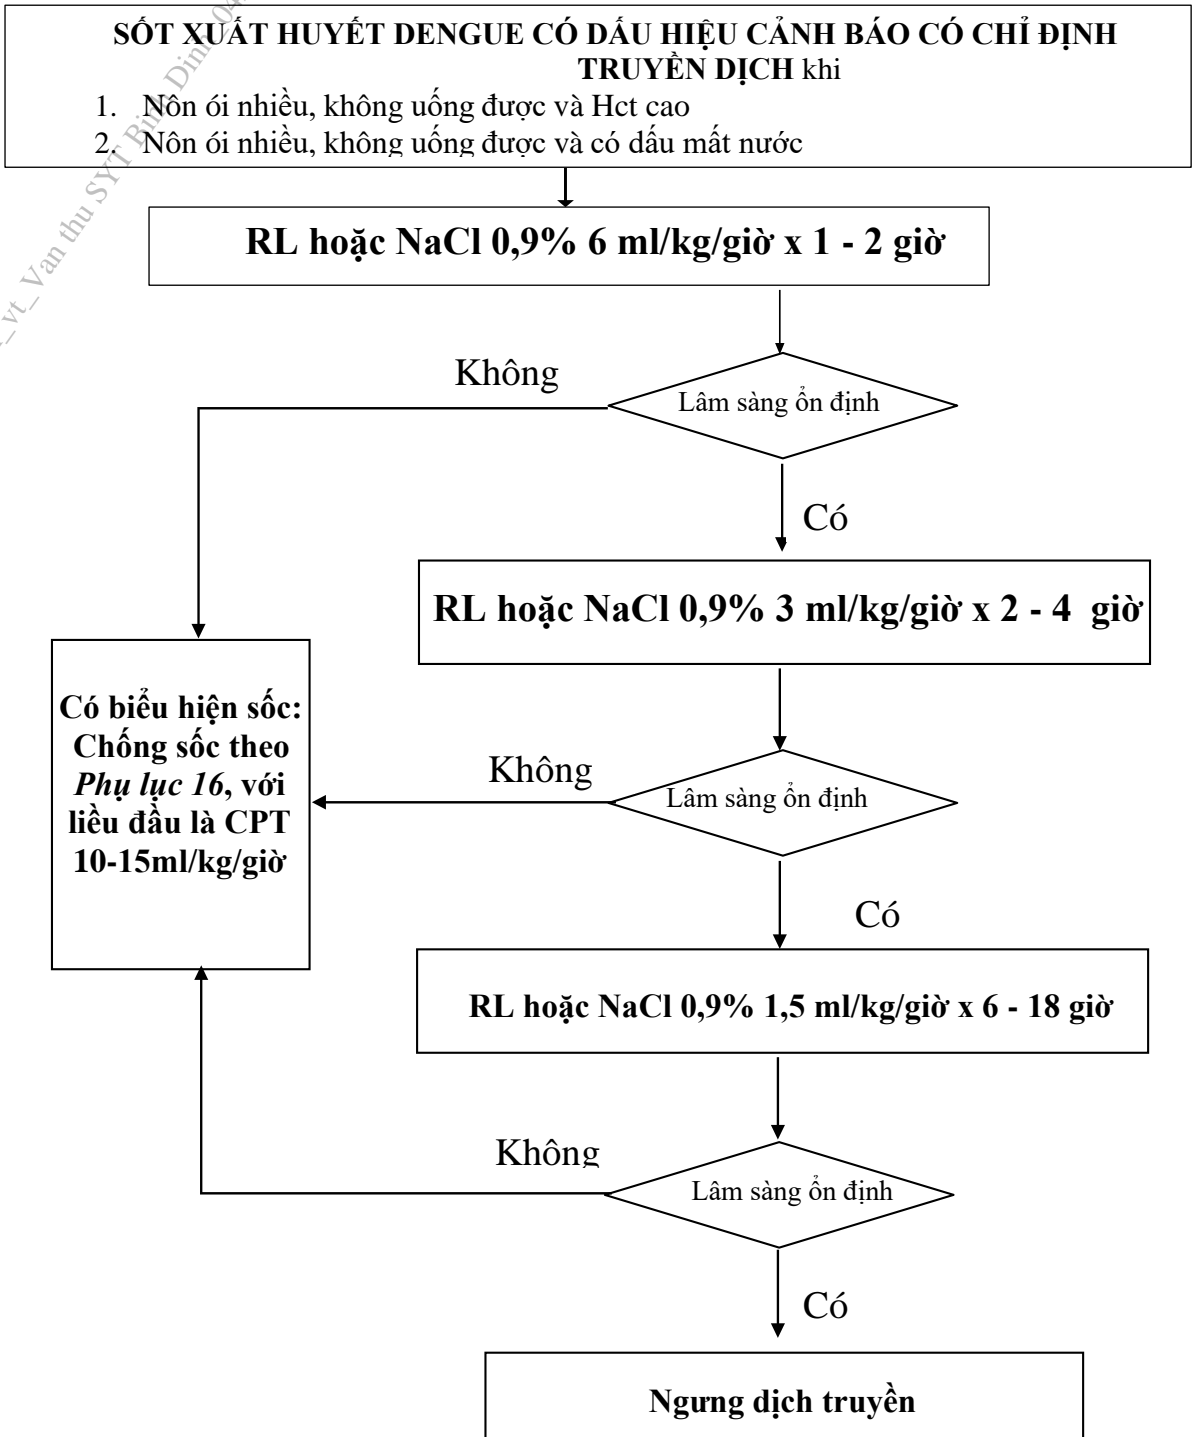 SỐT XUẤT HUYẾT DENGUE CÓ DẤU HIỆU CẢNH BÁO CÓ CHỈ ĐỊNH
TRUYỀN DỊCH khi
1. Nôn ói nhiều, không uống được và Hct cao
2. Nôn ói nhiều, không uống được và có dấu mất nước
RL hoặc NaCl 0,9% 6 ml/kg/giờ x 1 - 2 giờ
Không
Lâm sàng ổn định
Có
RL hoặc NaCl 0,9% 3 ml/kg/giờ x 2 - 4 giờ
Có biểu hiện sốc:
Chống sốc theo
Phụ lục 16, với
liều đầu là CPT
10-15ml/kg/giờ
Không
Lâm sàng ổn định
Có
RL hoặc NaCl 0,9% 1,5 ml/kg/giờ x 6 - 18 giờ
Không
Lâm sàng ổn định
Có
Ngưng dịch truyền
vt_Van thu SYT Binh Dinh